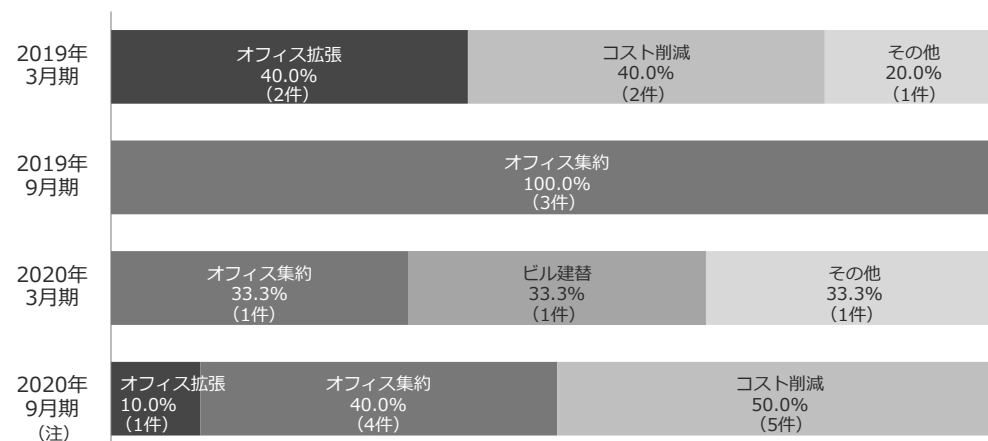 2019年
3月期
オフィス拡張
40.0%
（2件）
コスト削減
40.0%
（2件）
その他
20.0%
（1件）
2019年
9月期
オフィス集約
100.0%
（3件）
2020年
3月期
オフィス集約
33.3%
（1件）
ビル建替
33.3%
（1件）
その他
33.3%
（1件）
2020年
9月期
（注）
オフィス拡張
10.0%
（1件）
オフィス集約
40.0%
（4件）
コスト削減
50.0%
（5件）